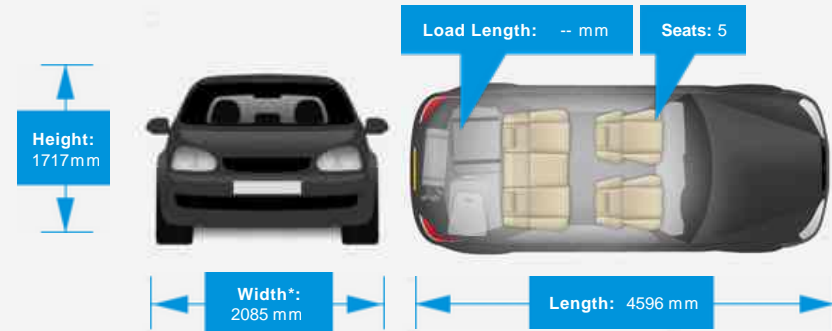 Load Length: -- mm
Seats: 5
Height:
1717mm
Width*:
2085 mm
Length: 4596 mm